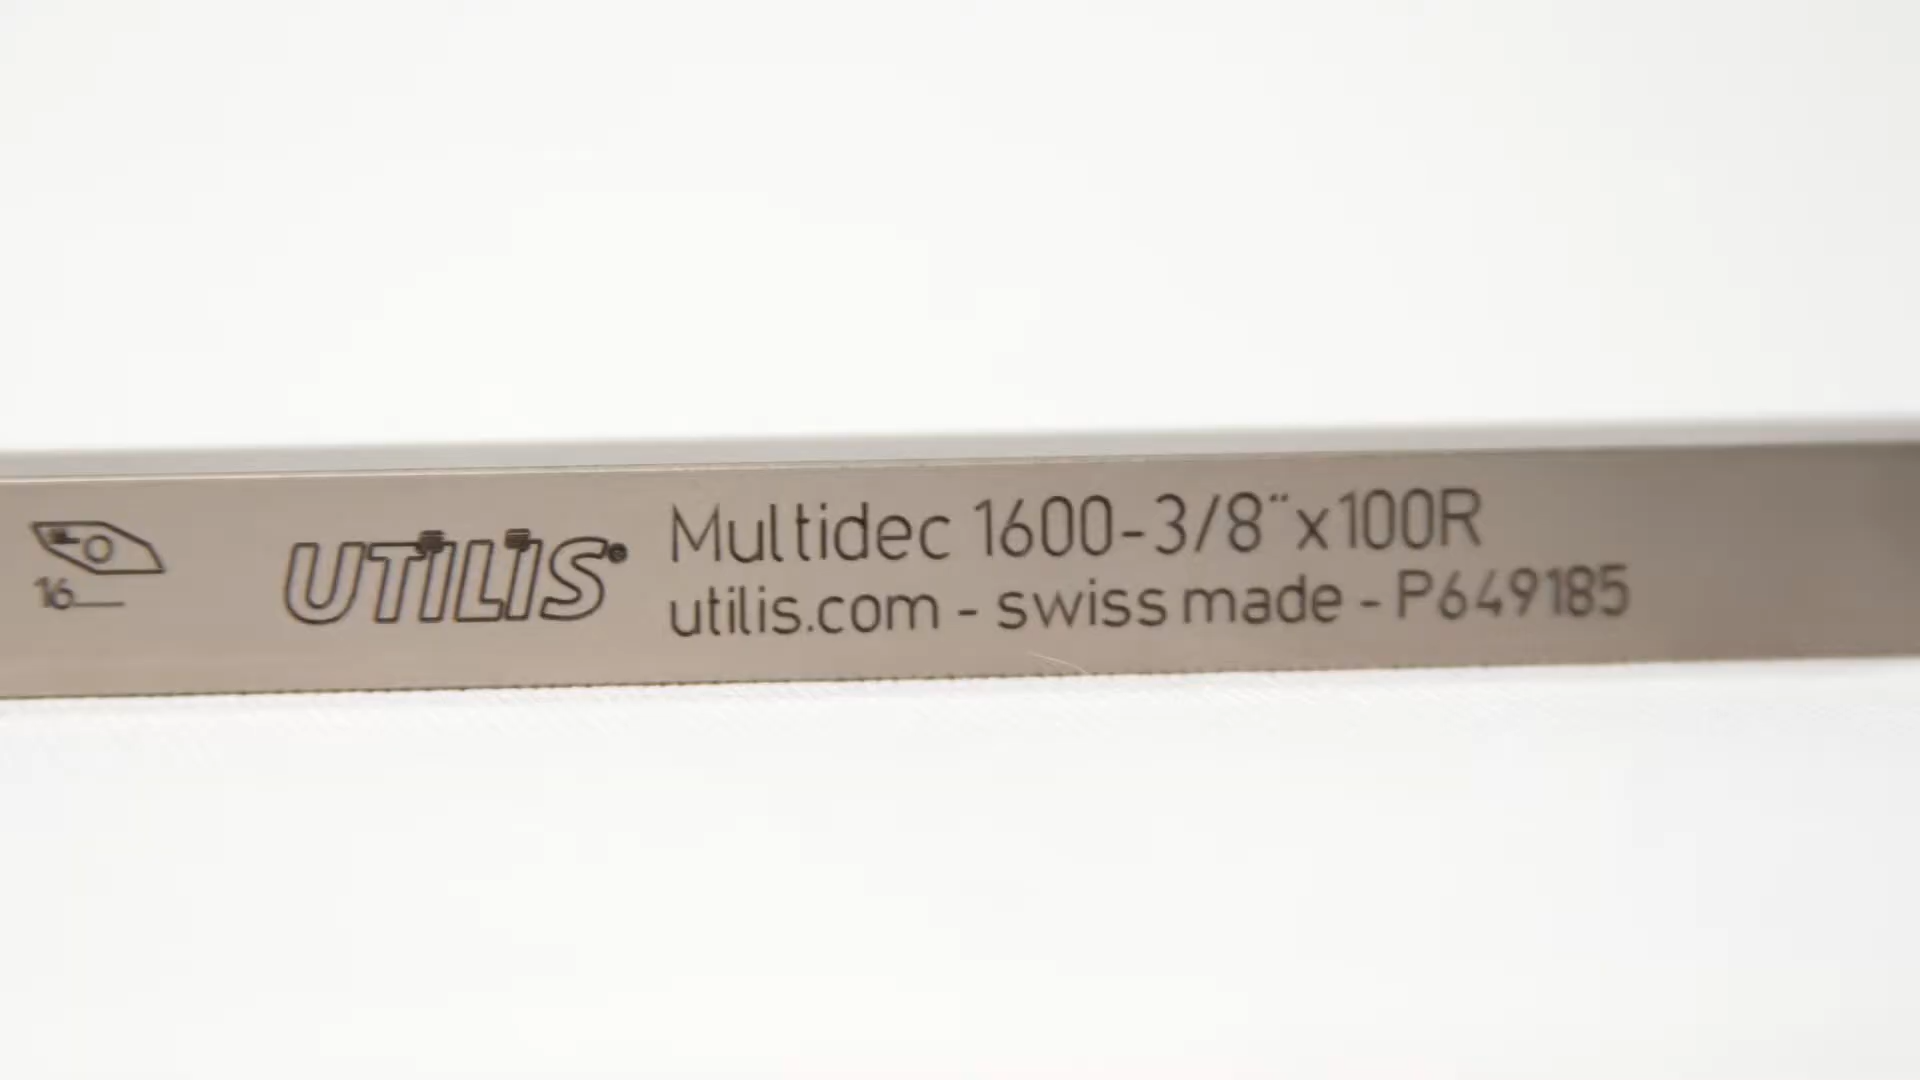 16
UTILIS®
Multidec 1600-3/8"x100R
utilis.com - swiss made - P649185